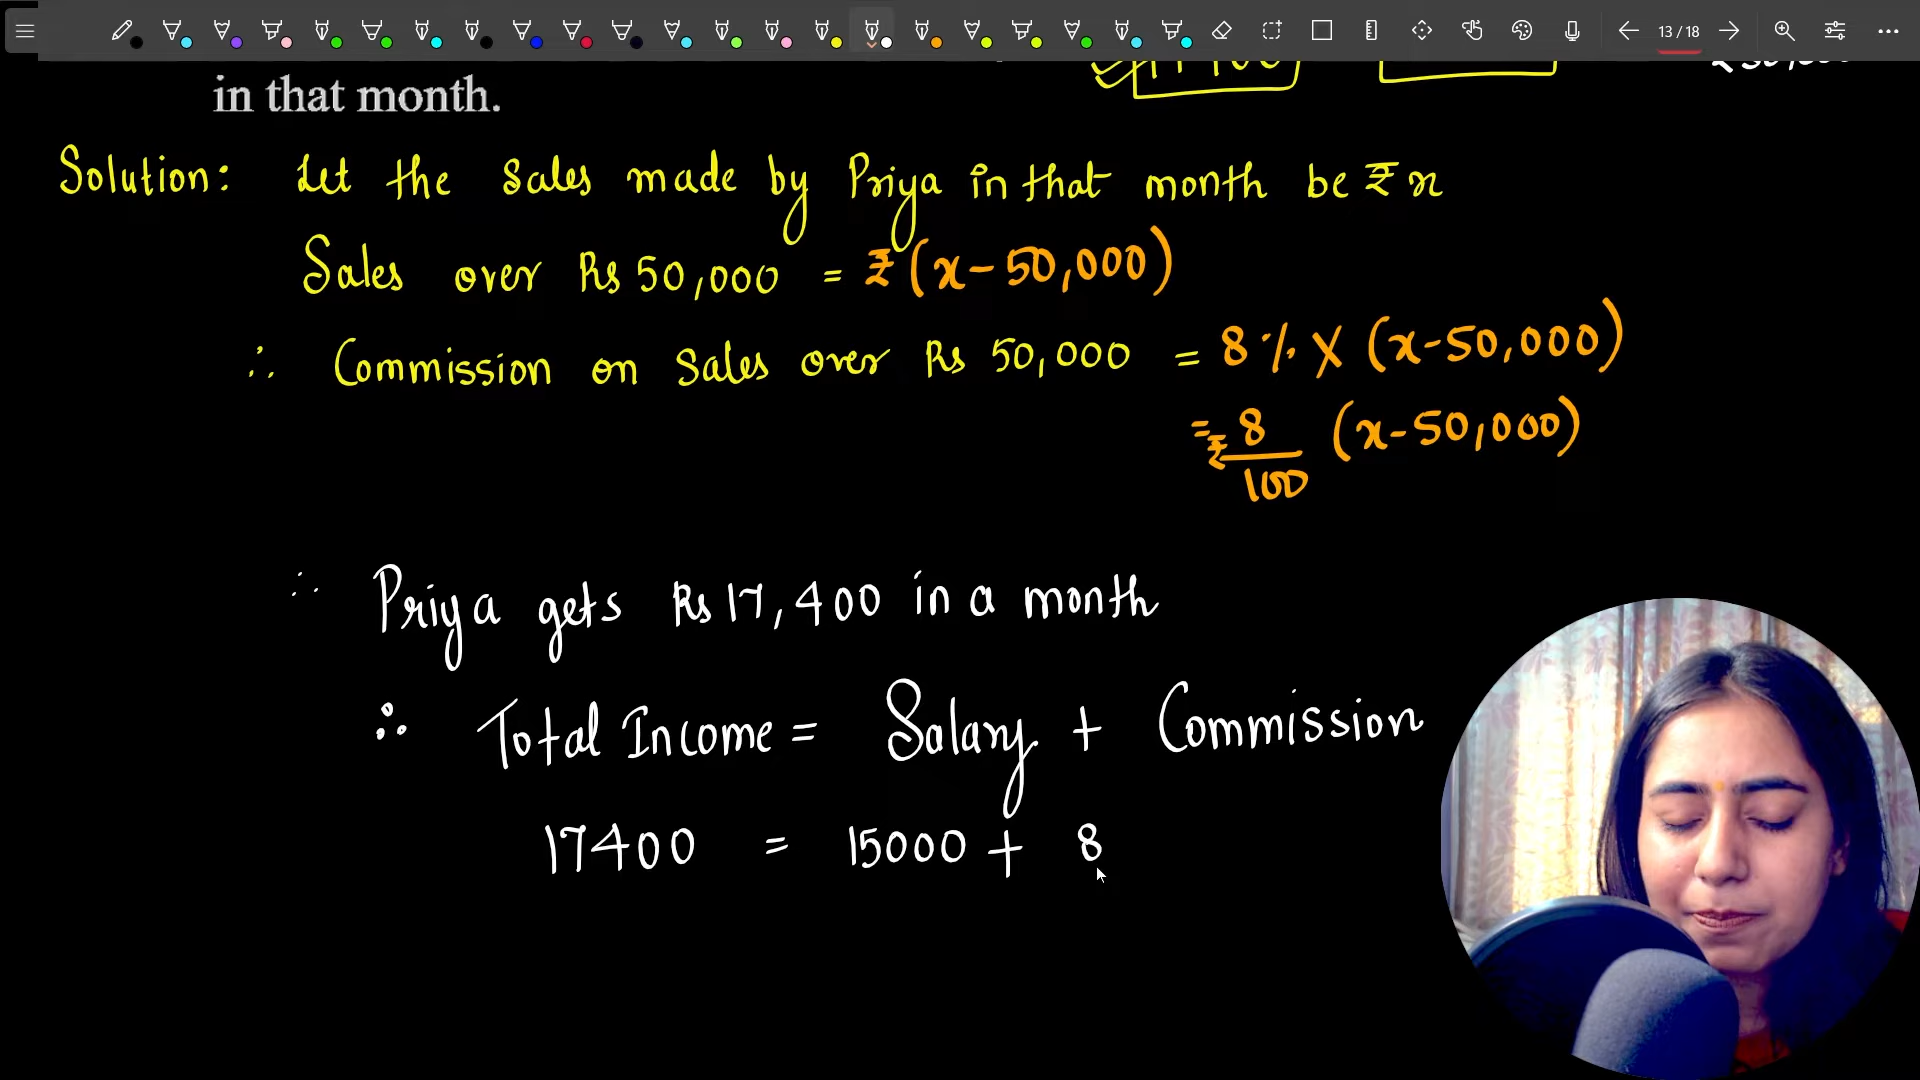 13 / 18
in that month.
Solution: Let the Sales made by Priya in that month be ₹ x
Sales over Rs 50,000 = ₹ (x - 50,000)
∴ Commission on Sales over Rs 50,000 = 8 % X (x - 50,000)
= ₹ 8/100 (x - 50,000)
∴ Priya gets Rs 17,400 in a month
∴ Total Income = Salary + Commission
17400 = 15000 + 8